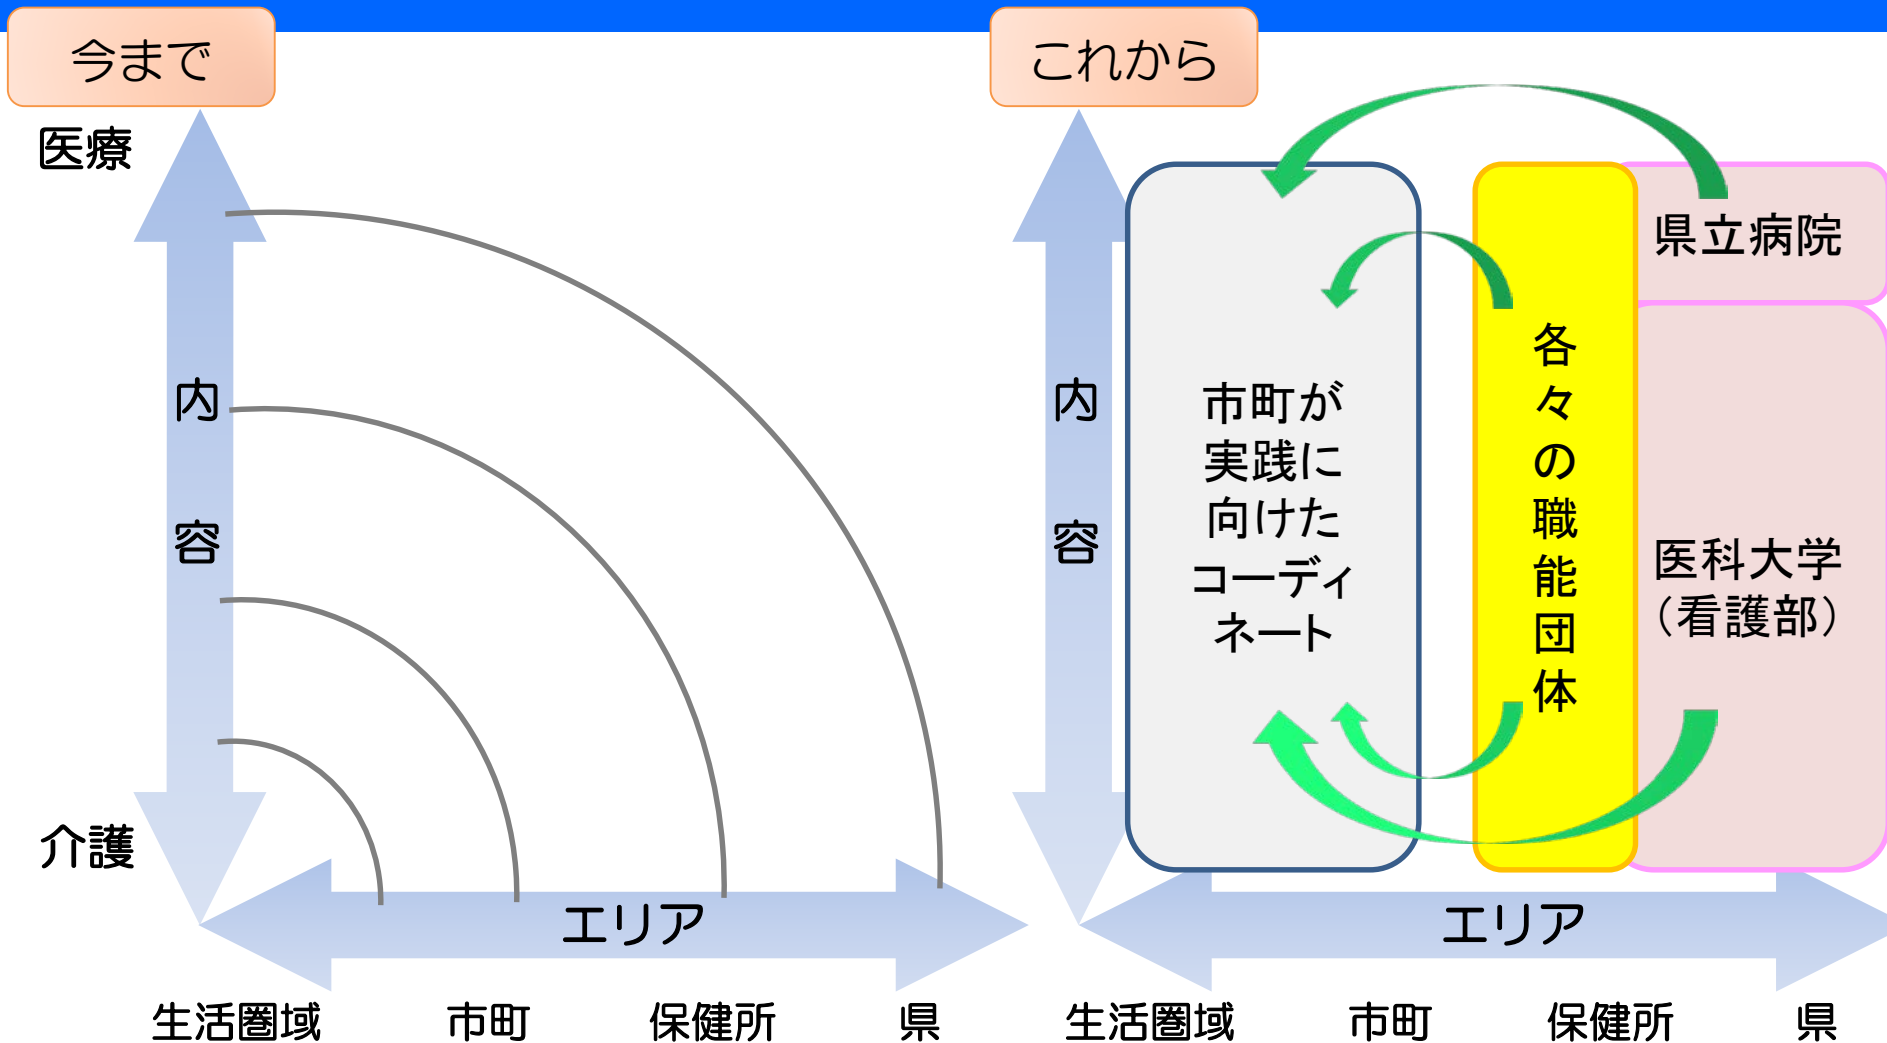 今まで
医療
内
容
介護
エリア
生活圏域
市町
保健所
県
これから
内
容
市町が
実践に
向けた
コーディ
ネート
各々の職能団体
県立病院
医科大学
（看護部）
エリア
生活圏域
市町
保健所
県